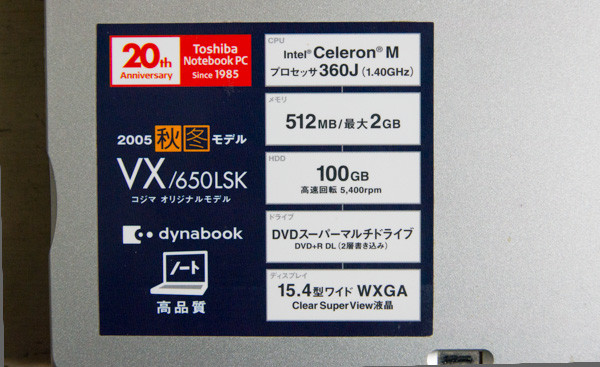 20th
Anniversary
Toshiba
Notebook PC
Since 1985
2005 秋冬 モデル
VX/650LSK
コジマ オリジナルモデル
dynabook
ノート
高品質
CPU
Intel® Celeron® M
プロセッサ 360J (1.40GHz)
メモリ
512MB/最大2GB
HDD
100GB
高速回転 5,400rpm
ドライブ
DVDスーパーマルチドライブ
DVD+R DL (2層書き込み)
ディスプレイ
15.4型ワイド WXGA
Clear SuperView液晶